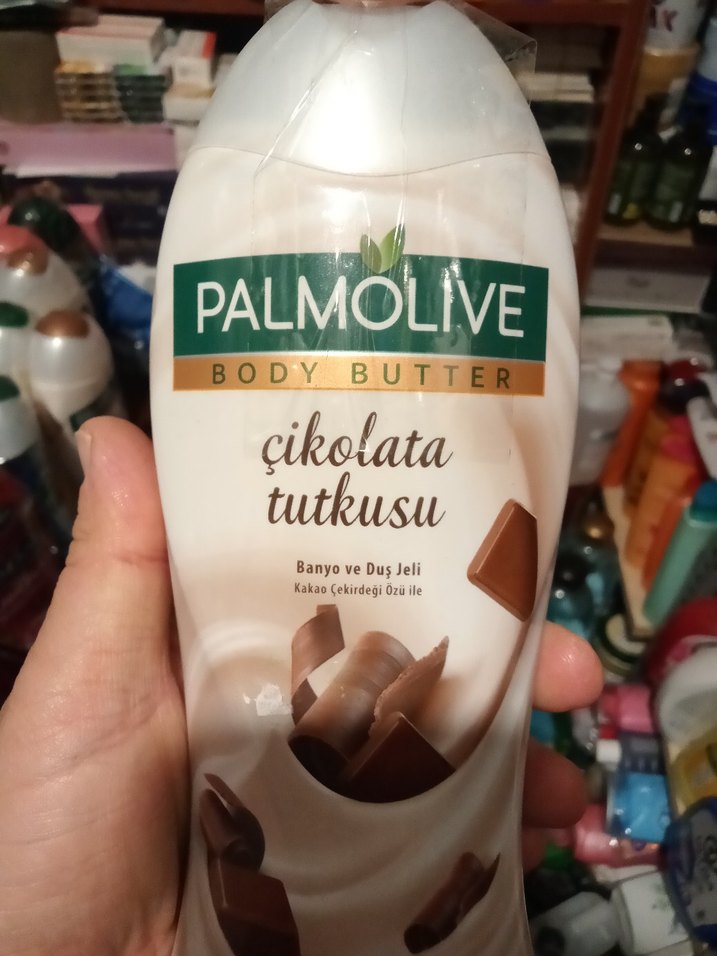 PALMOLIVE
BODY BUTTER
çikolata
tutkusu
Banyo ve Duş Jeli
Kakao Çekirdeği Özü ile